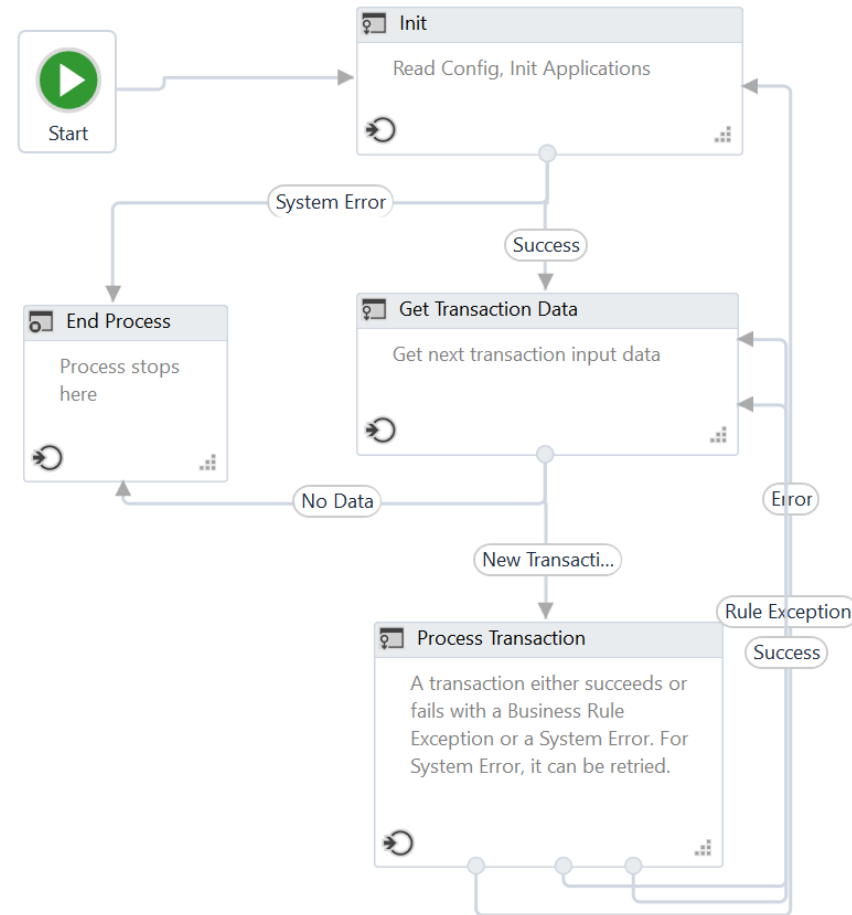 Init
Read Config, Init Applications
Start
System Error
Success
End Process
Process stops
here
Get Transaction Data
Get next transaction input data
No Data
Error
New Transacti...
Rule Exception
Success
Process Transaction
A transaction either succeeds or
fails with a Business Rule
Exception or a System Error. For
System Error, it can be retried.